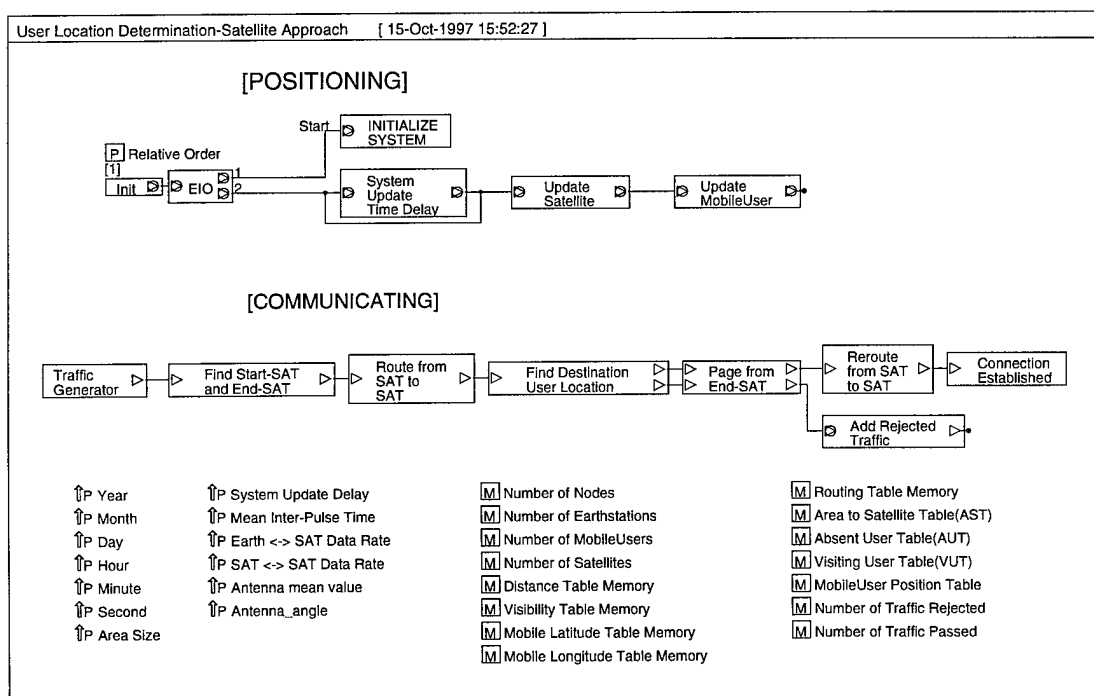 User Location Determination-Satellite Approach [ 15-Oct-1997 15:52:27 ]
[POSITIONING]
Start
INITIALIZE
SYSTEM
P Relative Order
[1]
Init
EIO
1
2
System
Update
Time Delay
Update
Satellite
Update
MobileUser
[COMMUNICATING]
Traffic
Generator
Find Start-SAT
and End-SAT
Route from
SAT to
SAT
Find Destination
User Location
Page from
End-SAT
Reroute
from SAT
to SAT
Connection
Established
Add Rejected
Traffic
⇑P Year
⇑P Month
⇑P Day
⇑P Hour
⇑P Minute
⇑P Second
⇑P Area Size
⇑P System Update Delay
⇑P Mean Inter-Pulse Time
⇑P Earth <-> SAT Data Rate
⇑P SAT <-> SAT Data Rate
⇑P Antenna mean value
⇑P Antenna_angle
M Number of Nodes
M Number of Earthstations
M Number of MobileUsers
M Number of Satellites
M Distance Table Memory
M Visibility Table Memory
M Mobile Latitude Table Memory
M Mobile Longitude Table Memory
M Routing Table Memory
M Area to Satellite Table(AST)
M Absent User Table(AUT)
M Visiting User Table(VUT)
M MobileUser Position Table
M Number of Traffic Rejected
M Number of Traffic Passed